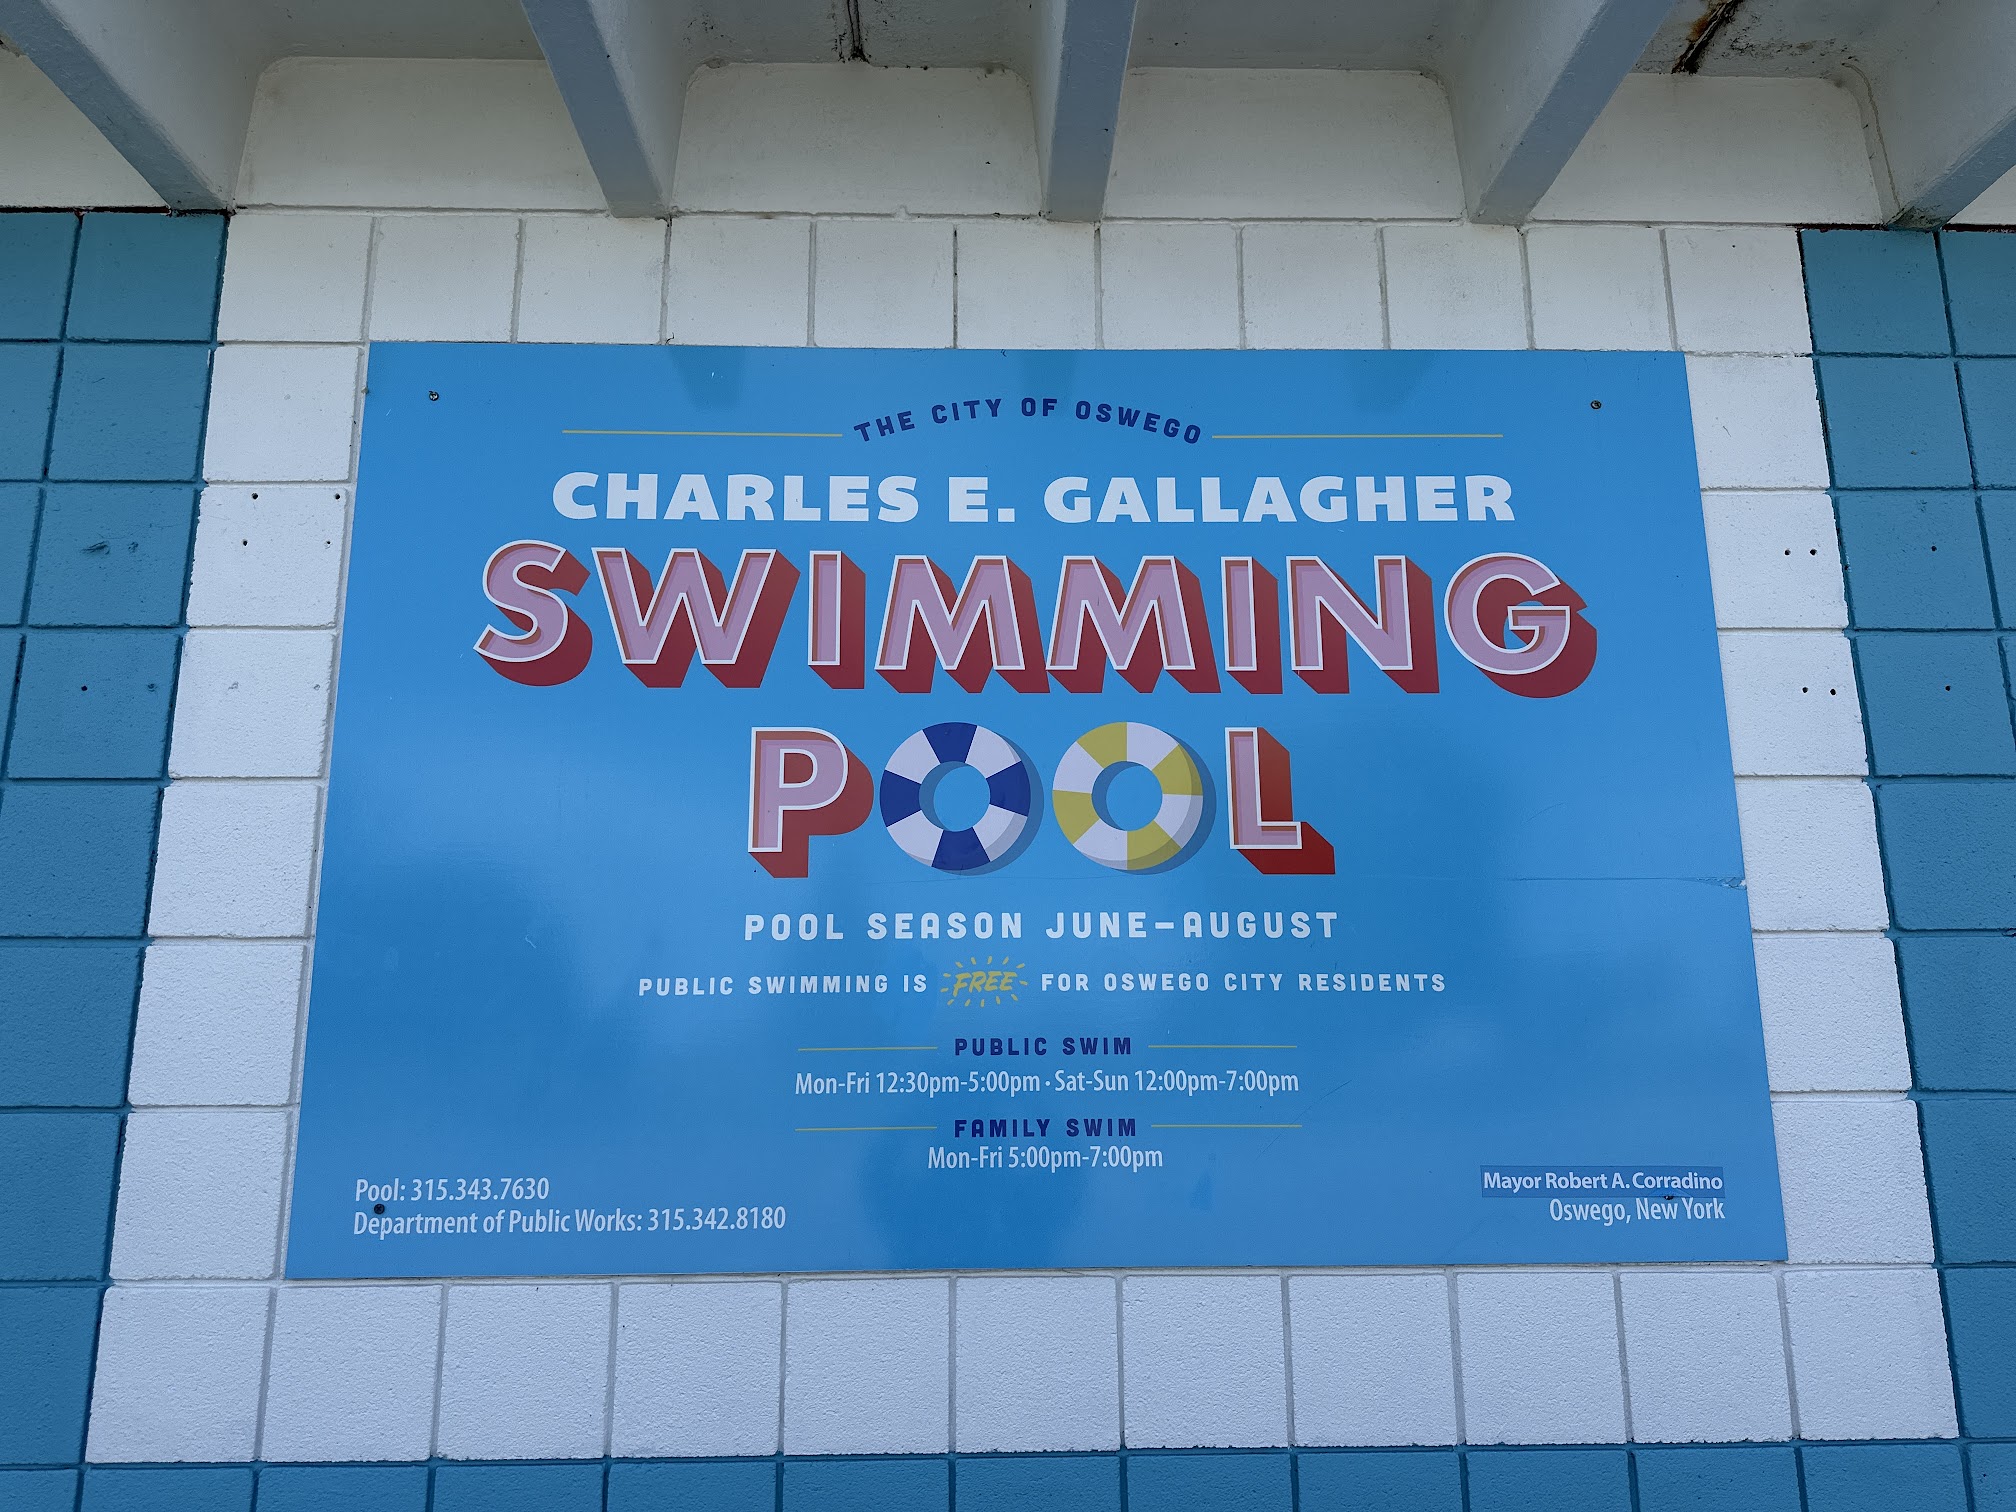 THE CITY OF OSWEGO
CHARLES E. GALLAGHER
SWIMMING
POOL
POOL SEASON JUNE-AUGUST
PUBLIC SWIMMING IS FREE FOR OSWEGO CITY RESIDENTS
PUBLIC SWIM
Mon-Fri 12:30pm-5:00pm · Sat-Sun 12:00pm-7:00pm
FAMILY SWIM
Mon-Fri 5:00pm-7:00pm
Pool: 315.343.7630
Department of Public Works: 315.342.8180
Mayor Robert A. Corradino
Oswego, New York